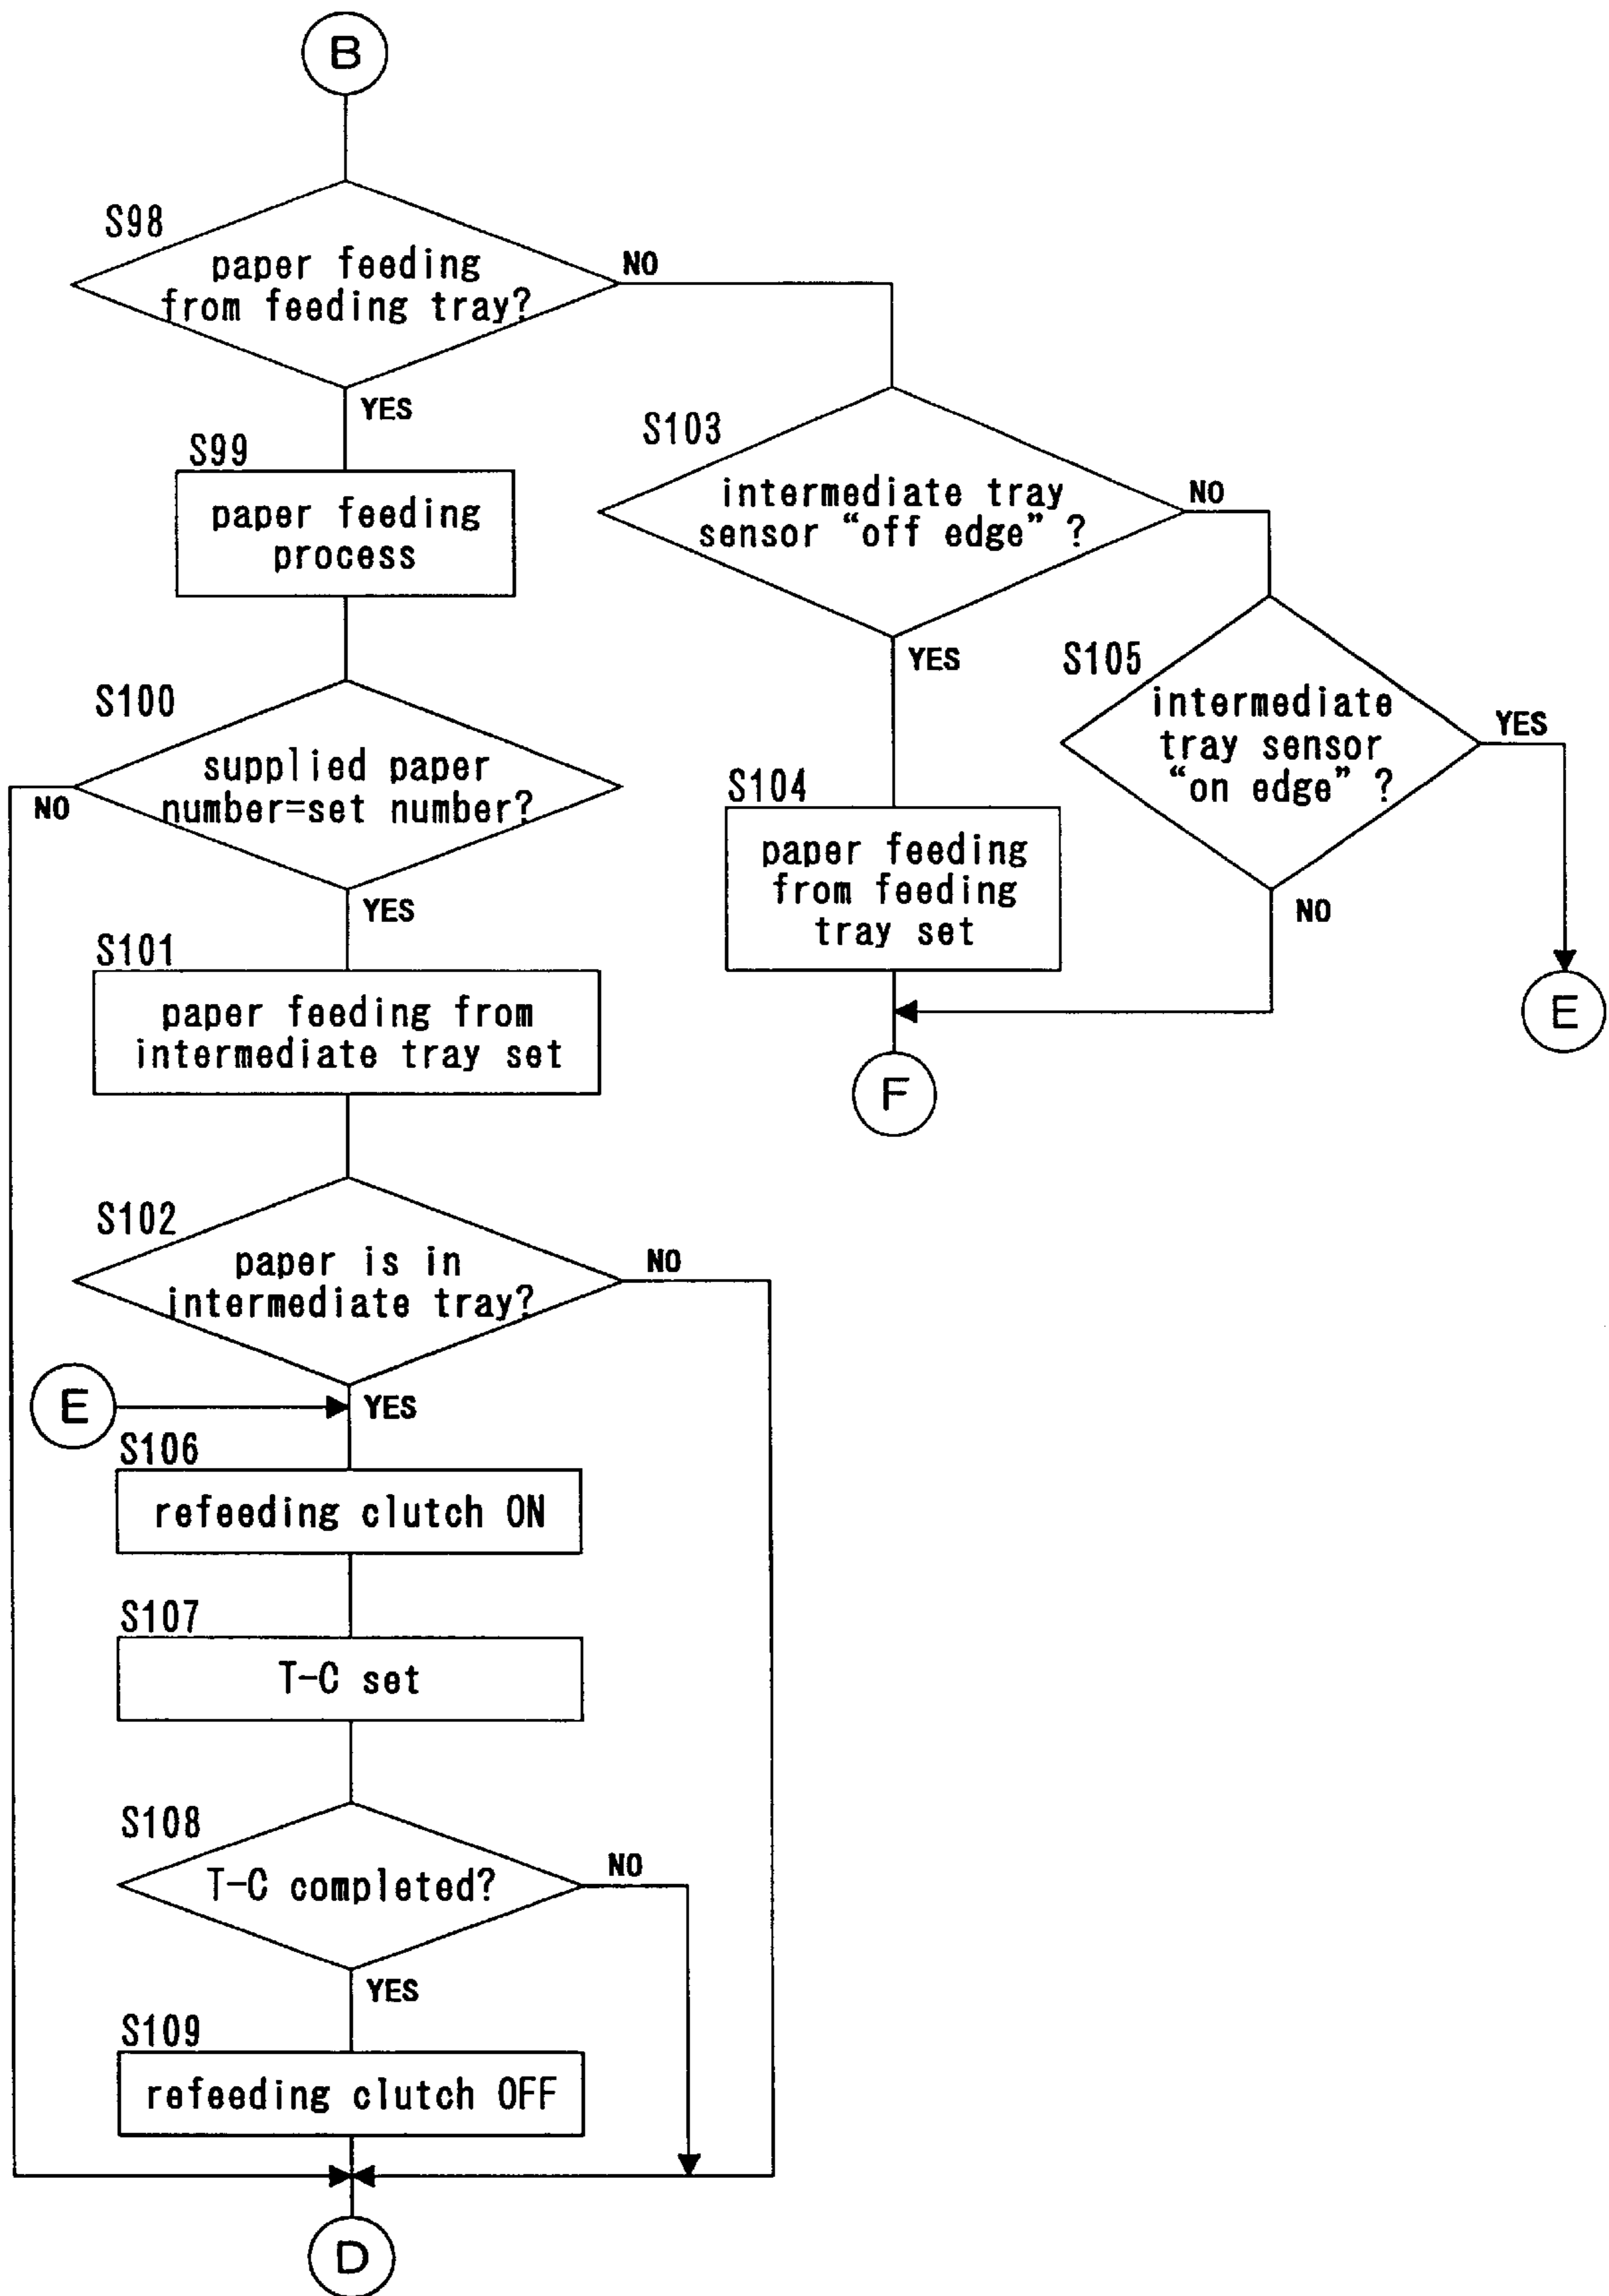 B
S98
paper feeding
from feeding tray?
NO
YES
S99
paper feeding
process
S100
supplied paper
number=set number?
NO
YES
S101
paper feeding from
intermediate tray set
S102
paper is in
intermediate tray?
NO
YES
E
S106
refeeding clutch ON
S107
T-C set
S108
T-C completed?
NO
YES
S109
refeeding clutch OFF
D
S103
intermediate tray
sensor “off edge” ?
NO
YES
S104
paper feeding
from feeding
tray set
F
S105
intermediate
tray sensor
“on edge” ?
YES
NO
E